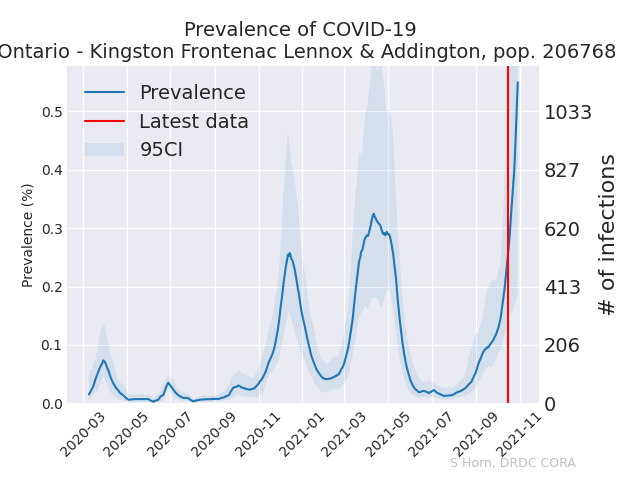 Prevalence of COVID-19
Ontario - Kingston Frontenac Lennox & Addington, pop. 206768
Prevalence
Latest data
95CI
Prevalence (%)
0.5
0.4
0.3
0.2
0.1
0.0
1033
827
620
413
206
0
# of infections
2020-03
2020-05
2020-07
2020-09
2020-11
2021-01
2021-03
2021-05
2021-07
2021-09
2021-11
S Horn, DRDC CORA